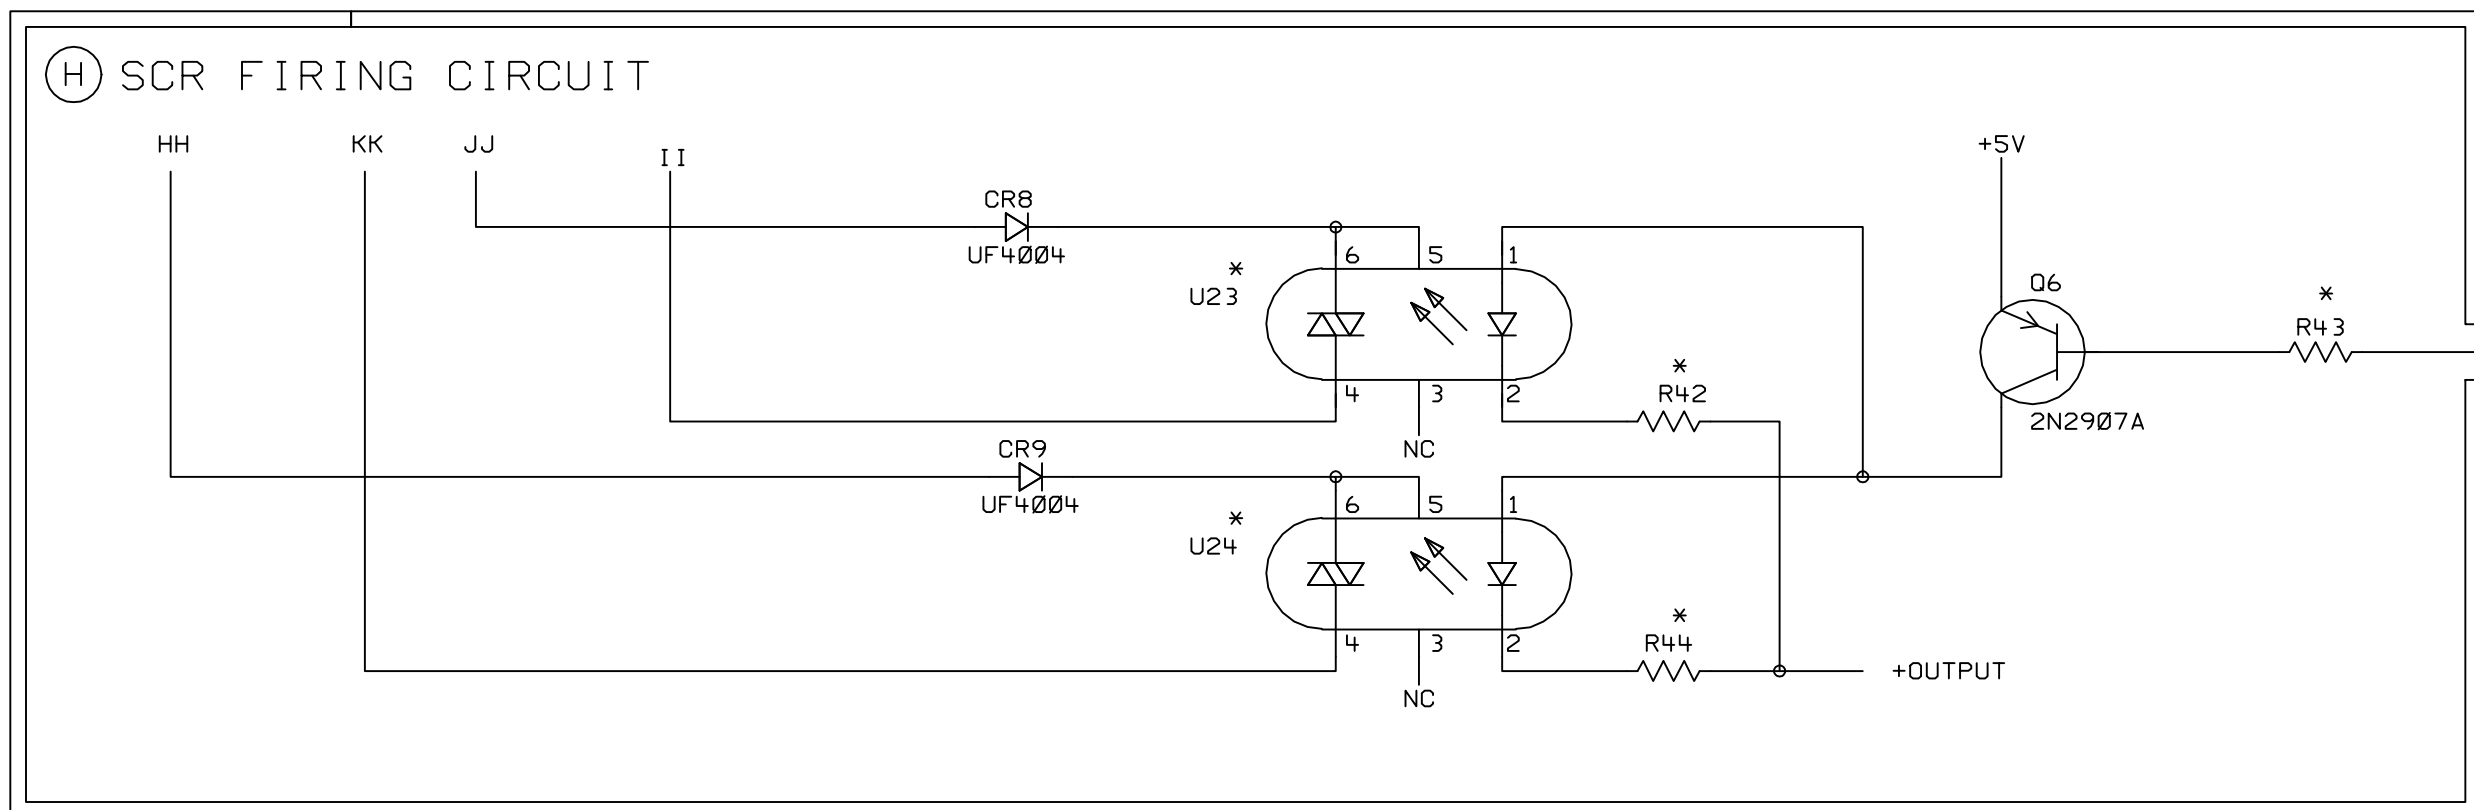 H SCR FIRING CIRCUIT
HH KK JJ II +5V
CR8
UF4004
6 5 1
*
U23
Q6
*
R43
*
R42
4 3 2
2N2907A
NC
CR9
UF4004
6 5 1
*
U24
*
R44
4 3 2
+OUTPUT
NC